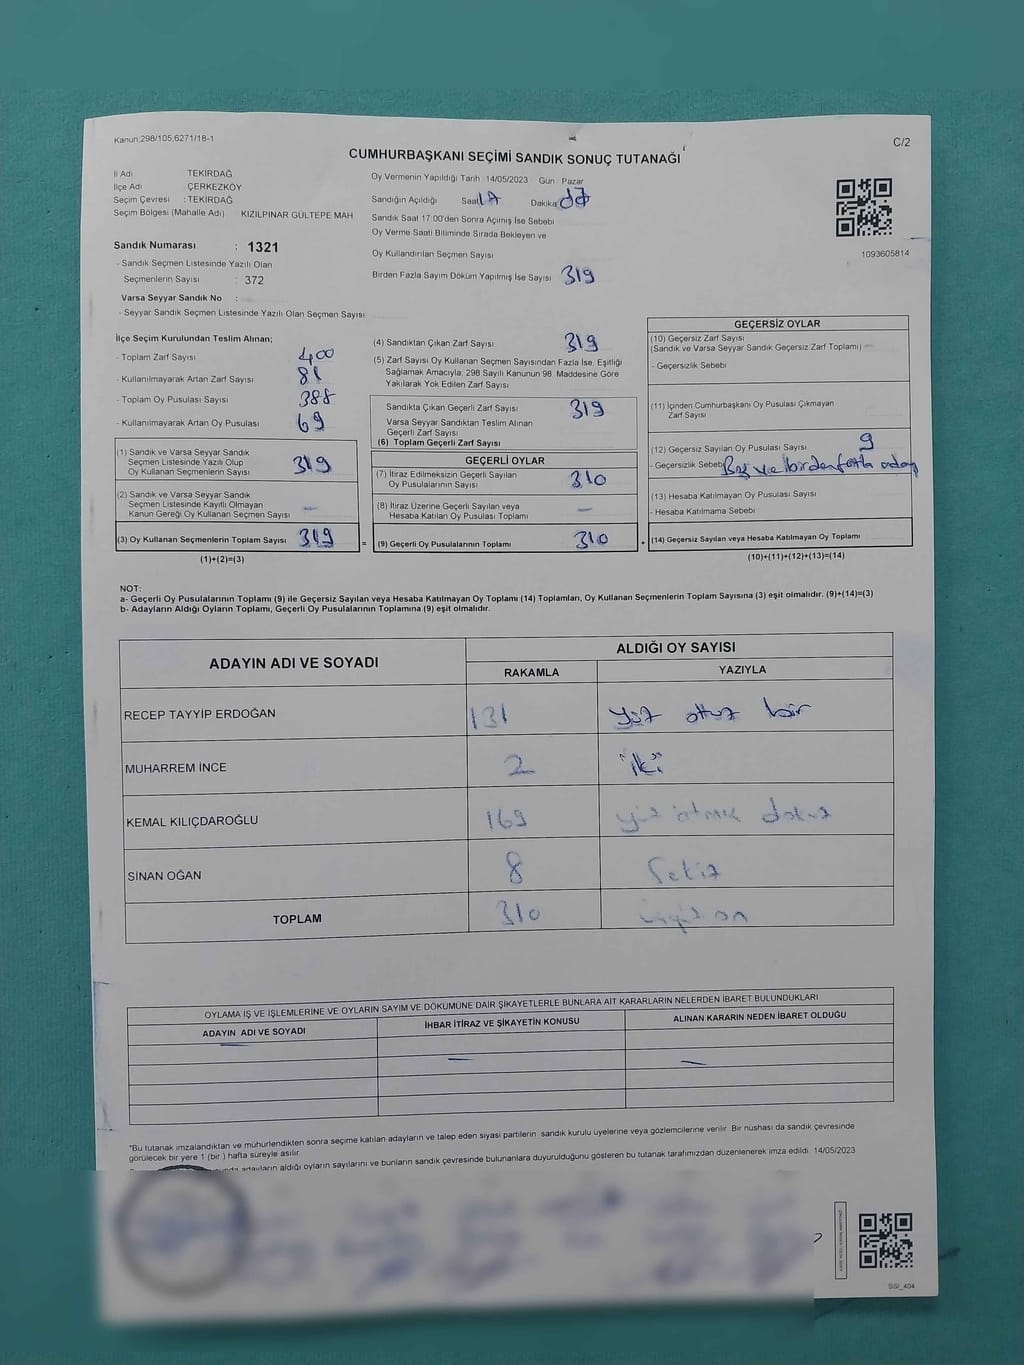 Kanun;298/105;6271/18-1
C/2
CUMHURBAŞKANI SEÇİMİ SANDIK SONUÇ TUTANAĞI
İl Adı TEKİRDAĞ
İlçe Adı ÇERKEZKÖY
Seçim Çevresi : TEKİRDAĞ
Seçim Bölgesi (Mahalle Adı) KIZILPINAR GÜLTEPE MAH
Sandık Numarası : 1321
- Sandık Seçmen Listesinde Yazılı Olan
Seçmenlerin Sayısı : 372
Varsa Seyyar Sandık No :
- Seyyar Sandık Seçmen Listesinde Yazılı Olan Seçmen Sayısı
Oy Vermenin Yapıldığı Tarih 14/05/2023 Gün Pazar
Sandığın Açıldığı Saat Dakika
Sandık Saat 17:00'den Sonra Açımış İse Sebebi
Oy Verme Saati Bitiminde Sırada Bekleyen ve
Oy Kullandırılan Seçmen Sayısı
Birden Fazla Sayım Döküm Yapılmış İse Sayısı 319
1093605814
İlçe Seçim Kurulundan Teslim Alınan;
- Toplam Zarf Sayısı 400
- Kullanılmayarak Artan Zarf Sayısı 81
- Toplam Oy Pusulası Sayısı 388
- Kullanılmayarak Artan Oy Pusulası 69
(1) Sandık ve Varsa Seyyar Sandık
Seçmen Listesinde Yazılı Olup
Oy Kullanan Seçmenlerin Sayısı 319
(2) Sandık ve Varsa Seyyar Sandık
Seçmen Listesinde Kayıtlı Olmayan
Kanun Gereği Oy Kullanan Seçmen Sayısı —
(3) Oy Kullanan Seçmenlerin Toplam Sayısı 319 =
(1)+(2)=(3)
(4) Sandıktan Çıkan Zarf Sayısı 319
(5) Zarf Sayısı Oy Kullanan Seçmen Sayısından Fazla İse, Eşitliği
Sağlamak Amacıyla, 298 Sayılı Kanunun 98. Maddesine Göre
Yakılarak Yok Edilen Zarf Sayısı
Sandıkta Çıkan Geçerli Zarf Sayısı 319
Varsa Seyyar Sandıktan Teslim Alınan
Geçerli Zarf Sayısı
(6) Toplam Geçerli Zarf Sayısı
GEÇERLİ OYLAR
(7) İtiraz Edilmeksizin Geçerli Sayılan
Oy Pusulalarının Sayısı 310
(8) İtiraz Üzerine Geçerli Sayılan veya
Hesaba Katılan Oy Pusulası Toplamı —
(9) Geçerli Oy Pusulalarının Toplamı 310 +
GEÇERSİZ OYLAR
(10) Geçersiz Zarf Sayısı
(Sandık ve Varsa Seyyar Sandık Geçersiz Zarf Toplamı)
- Geçersizlik Sebebi
(11) İçinden Cumhurbaşkanı Oy Pusulası Çıkmayan
Zarf Sayısı
(12) Geçersiz Sayılan Oy Pusulası Sayısı 9
- Geçersizlik Sebebi Boş ve birden fazla aday
(13) Hesaba Katılmayan Oy Pusulası Sayısı
- Hesaba Katılmama Sebebi
(14) Geçersiz Sayılan veya Hesaba Katılmayan Oy Toplamı
(10)+(11)+(12)+(13)=(14)
NOT:
a- Geçerli Oy Pusulalarının Toplamı (9) ile Geçersiz Sayılan veya Hesaba Katılmayan Oy Toplamı (14) Toplamları, Oy Kullanan Seçmenlerin Toplam Sayısına (3) eşit olmalıdır. (9)+(14)=(3)
b- Adayların Aldığı Oyların Toplamı, Geçerli Oy Pusulalarının Toplamına (9) eşit olmalıdır.
ADAYIN ADI VE SOYADI ALDIĞI OY SAYISI
RAKAMLA YAZIYLA
RECEP TAYYİP ERDOĞAN 131 yüz otuz bir
MUHARREM İNCE 2 "iki"
KEMAL KILIÇDAROĞLU 169 yüz atmış dokuz
SİNAN OĞAN 8 Sekiz
TOPLAM 310 üçyüz on
OYLAMA İŞ VE İŞLEMLERİNE VE OYLARIN SAYIM VE DÖKÜMÜNE DAİR ŞİKAYETLERLE BUNLARA AİT KARARLARIN NELERDEN İBARET BULUNDUKLARI
ADAYIN ADI VE SOYADI İHBAR İTİRAZ VE ŞİKAYETİN KONUSU ALINAN KARARIN NEDEN İBARET OLDUĞU
— — —
"Bu tutanak imzalandıktan ve mühürlendikten sonra seçime katılan adayların ve talep eden siyasi partilerin sandık kurulu üyelerine veya gözlemcilerine verilir. Bir nüshası da sandık çevresinde
görülecek bir yere 1 (bir ) hafta süreyle asılır.
adayların aldığı oyların sayılarını ve bunların sandık çevresinde bulunanlara duyurulduğunu gösteren bu tutanak tarafımızdan düzenlenerek imza edildi. 14/05/2023
SSI_404